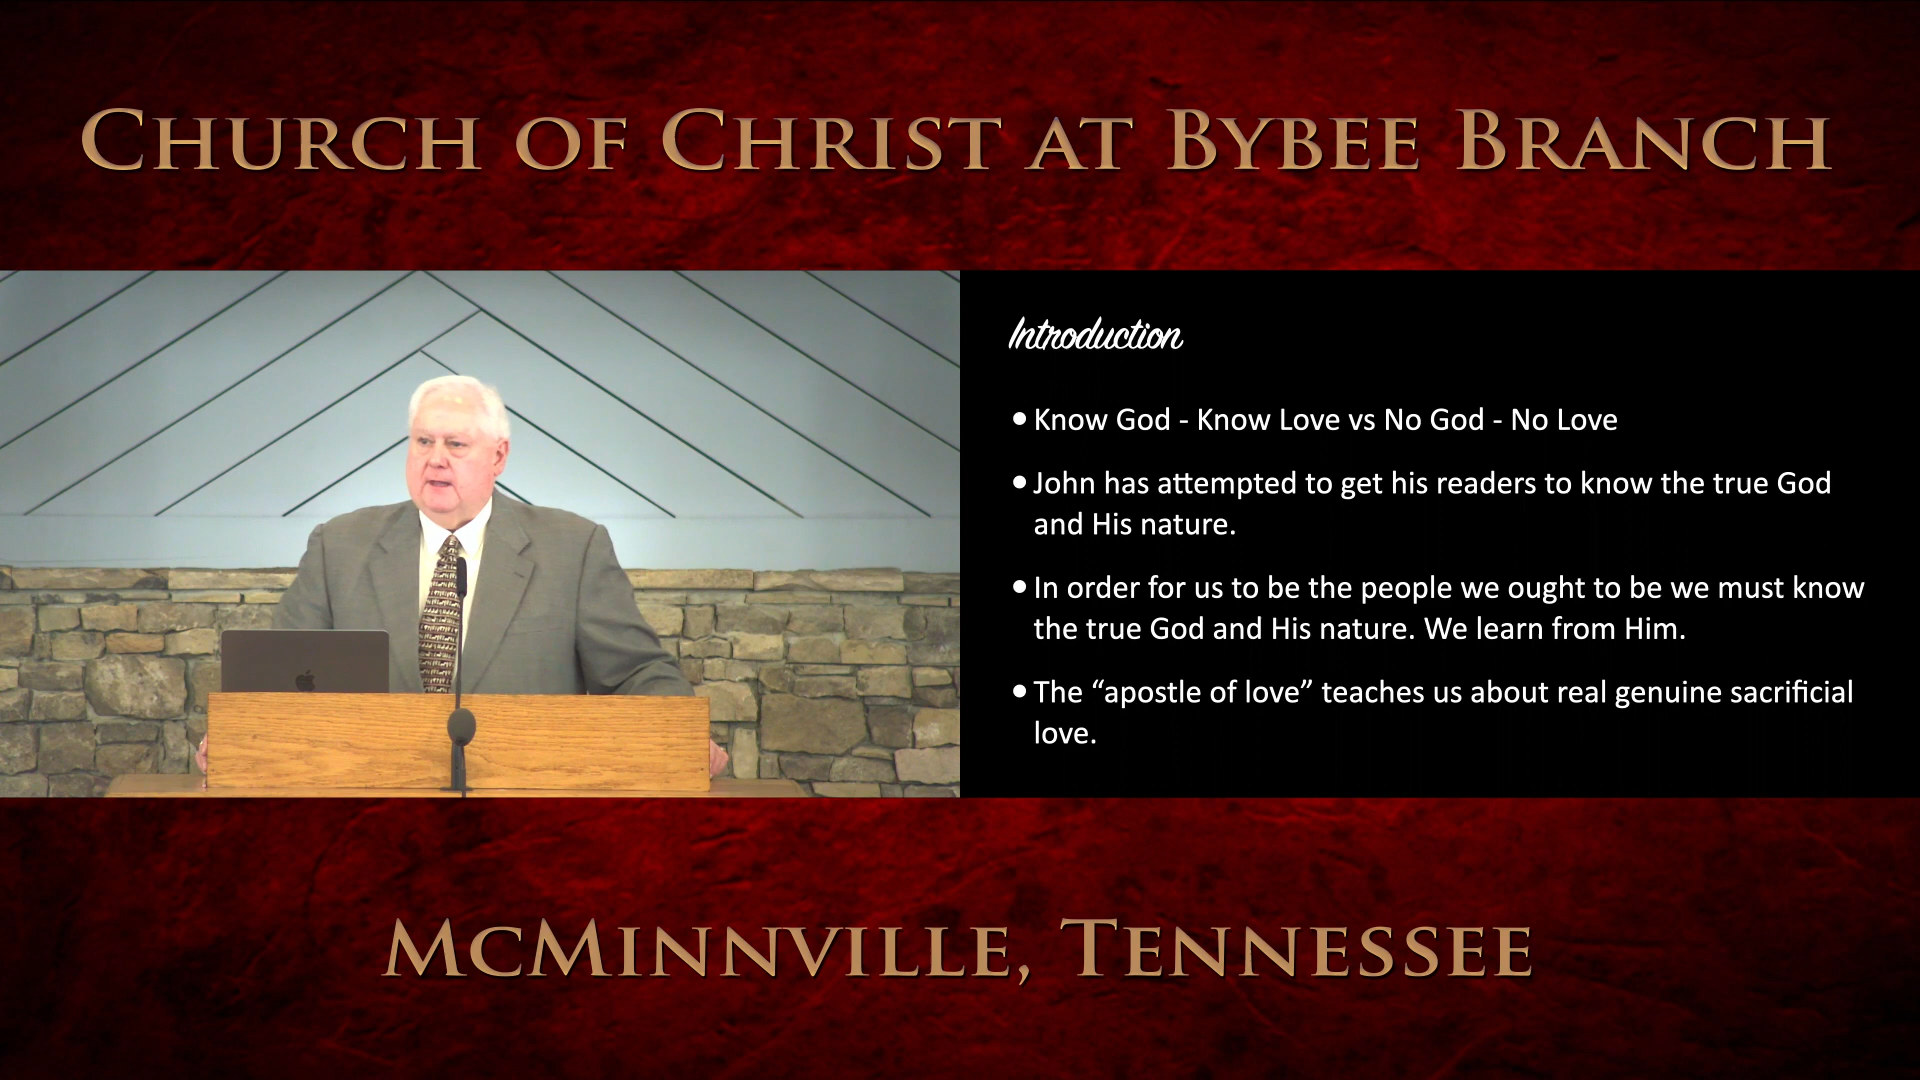 Church of Christ at Bybee Branch
Introduction
• Know God - Know Love vs No God - No Love
• John has attempted to get his readers to know the true God
and His nature.
• In order for us to be the people we ought to be we must know
the true God and His nature. We learn from Him.
• The “apostle of love” teaches us about real genuine sacrificial
love.
McMinnville, Tennessee